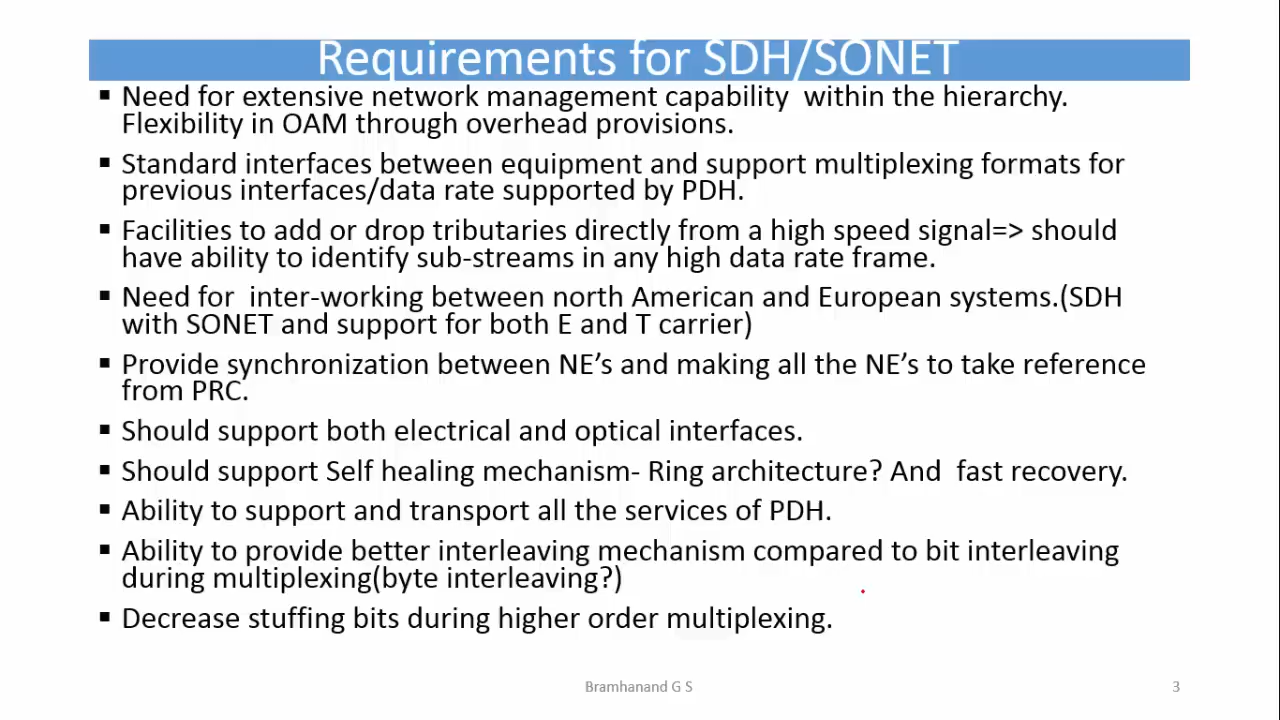 Requirements for SDH/SONET
▪ Need for extensive network management capability  within the hierarchy.
Flexibility in OAM through overhead provisions.
▪ Standard interfaces between equipment and support multiplexing formats for
previous interfaces/data rate supported by PDH.
▪ Facilities to add or drop tributaries directly from a high speed signal=> should
have ability to identify sub-streams in any high data rate frame.
▪ Need for  inter-working between north American and European systems.(SDH
with SONET and support for both E and T carrier)
▪ Provide synchronization between NE’s and making all the NE’s to take reference
from PRC.
▪ Should support both electrical and optical interfaces.
▪ Should support Self healing mechanism- Ring architecture? And  fast recovery.
▪ Ability to support and transport all the services of PDH.
▪ Ability to provide better interleaving mechanism compared to bit interleaving
during multiplexing(byte interleaving?)
▪ Decrease stuffing bits during higher order multiplexing.
Bramhanand G S
3